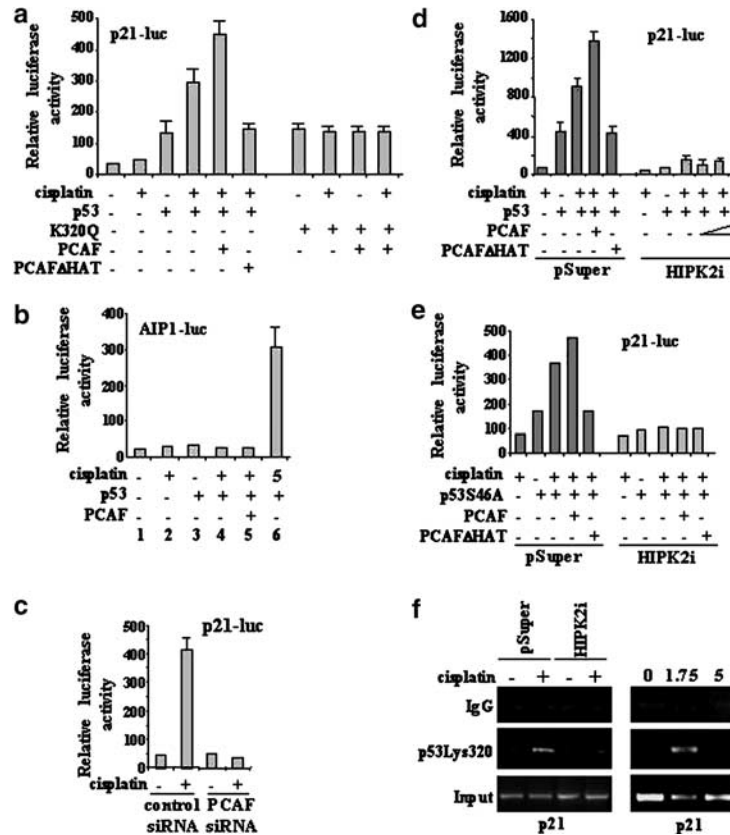 a
p21-luc
Relative luciferase activity
500
400
300
200
100
0
cisplatin - + - + + + - + - +
p53 - - + + + +
K320Q + + + +
PCAF - - - - + - - - + +
PCAFΔHAT - - - - - + - - - -
b
AIP1-luc
Relative luciferase activity
400
300
200
100
0
cisplatin - + - + + 5
p53 - - + + + +
PCAF - - - - + -
1 2 3 4 5 6
c
p21-luc
Relative luciferase activity
500
400
300
200
100
0
cisplatin - + - +
control siRNA PCAF siRNA
d
p21-luc
Relative luciferase activity
1600
1200
800
400
0
cisplatin + - + + + + - + + +
p53 - + + + + - + + + +
PCAF - - - + - - - -
PCAFΔHAT - - - - + - - - - -
pSuper HIPK2i
e
p21-luc
Relative luciferase activity
500
400
300
200
100
0
cisplatin + - + + + + - + + +
p53S46A - + + + + - + + + +
PCAF - - - + - - - - + -
PCAFΔHAT - - - - + - - - - +
pSuper HIPK2i
f
pSuper HIPK2i
cisplatin - + - + 0 1.75 5
IgG
p53Lys320
Input
p21 p21